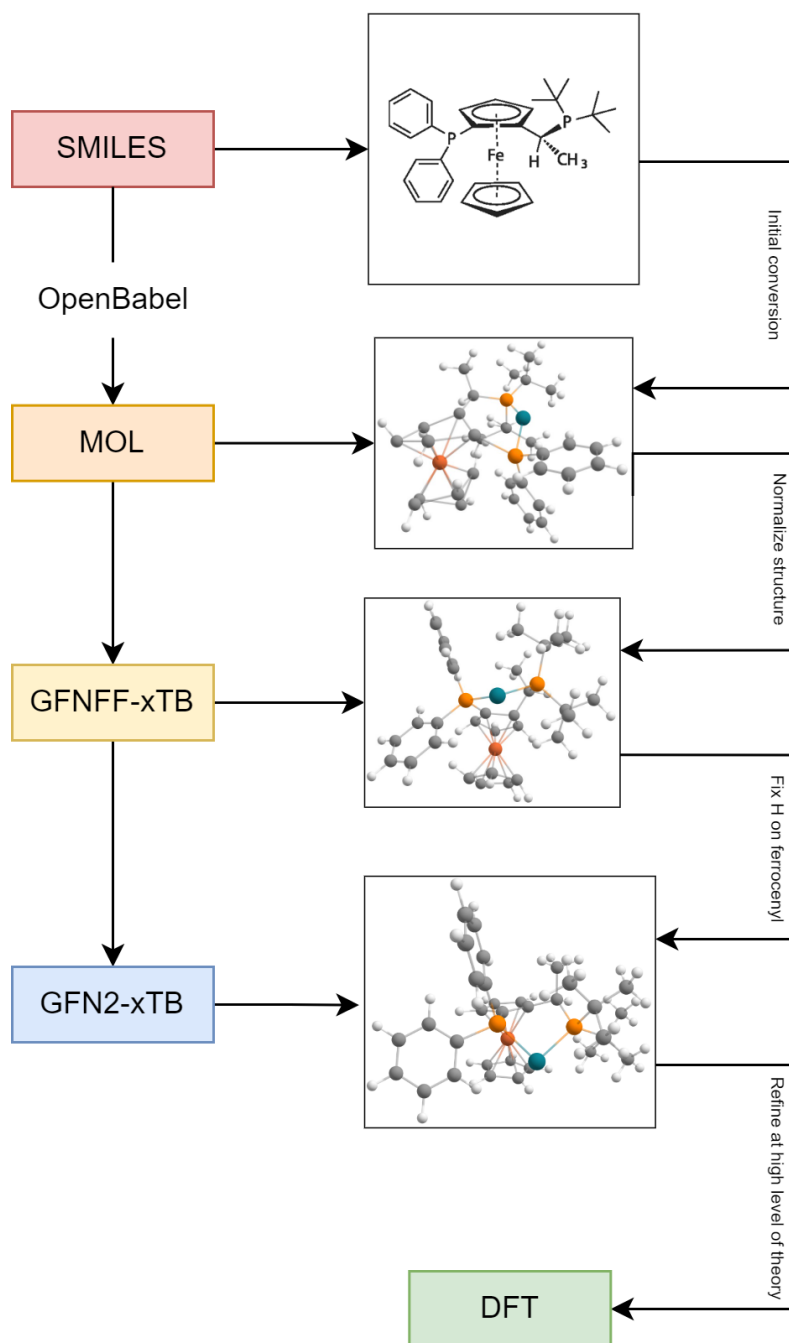 SMILES
P
P
Fe
H
CH3
Initial conversion
OpenBabel
MOL
Normalize structure
GFNFF-xTB
Fix H on ferrocenyl
GFN2-xTB
Refine at high level of theory
DFT